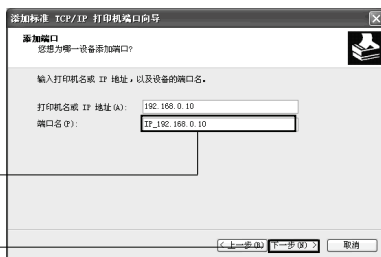 添加标准 TCP/IP 打印机端口向导
添加端口
您想为哪一设备添加端口?
输入打印机名或 IP 地址，以及设备的端口名。
打印机名或 IP 地址(A): 192.168.0.10
端口名(P): IP_192.168.0.10
< 上一步(B) 下一步(N) > 取消